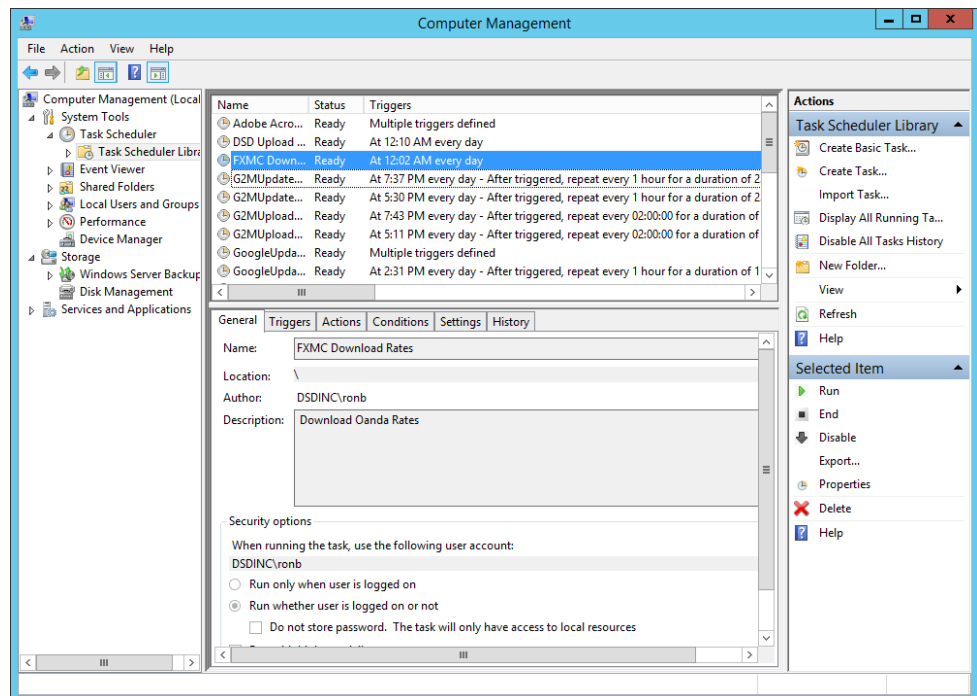 Computer Management
File Action View Help
Computer Management (Local
System Tools
Task Scheduler
Task Scheduler Libra
Event Viewer
Shared Folders
Local Users and Groups
Performance
Device Manager
Storage
Windows Server Backup
Disk Management
Services and Applications
Name Status Triggers
Adobe Acro... Ready Multiple triggers defined
DSD Upload ... Ready At 12:10 AM every day
FXMC Down... Ready At 12:02 AM every day
G2MUpdate... Ready At 7:37 PM every day - After triggered, repeat every 1 hour for a duration of 2
G2MUpdate... Ready At 5:30 PM every day - After triggered, repeat every 1 hour for a duration of 2
G2MUpload... Ready At 7:43 PM every day - After triggered, repeat every 02:00:00 for a duration of
G2MUpload... Ready At 5:11 PM every day - After triggered, repeat every 02:00:00 for a duration of
GoogleUpda... Ready Multiple triggers defined
GoogleUpda... Ready At 2:31 PM every day - After triggered, repeat every 1 hour for a duration of 1
General Triggers Actions Conditions Settings History
Name: FXMC Download Rates
Location: \
Author: DSDINC\ronb
Description: Download Oanda Rates
Security options
When running the task, use the following user account:
DSDINC\ronb
Run only when user is logged on
Run whether user is logged on or not
Do not store password. The task will only have access to local resources
Actions
Task Scheduler Library
Create Basic Task...
Create Task...
Import Task...
Display All Running Ta...
Disable All Tasks History
New Folder...
View
Refresh
Help
Selected Item
Run
End
Disable
Export...
Properties
Delete
Help